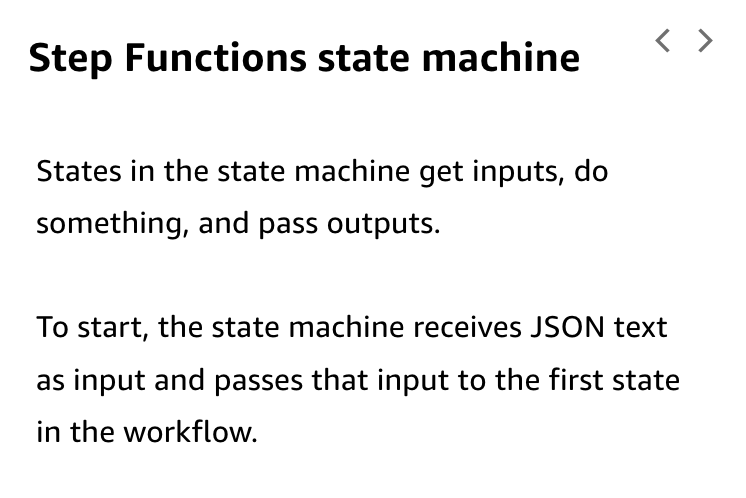 Step Functions state machine
States in the state machine get inputs, do
something, and pass outputs.
To start, the state machine receives JSON text
as input and passes that input to the first state
in the workflow.